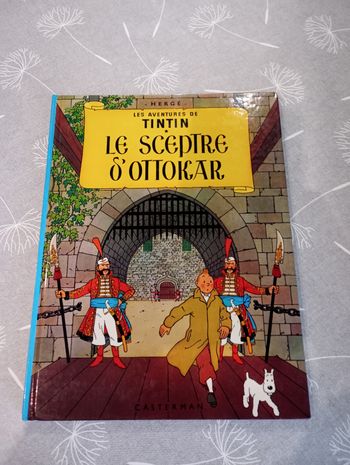 HERGÉ
LES AVENTURES DE
TINTIN
LE SCEPTRE
D'OTTOKAR
CASTERMAN